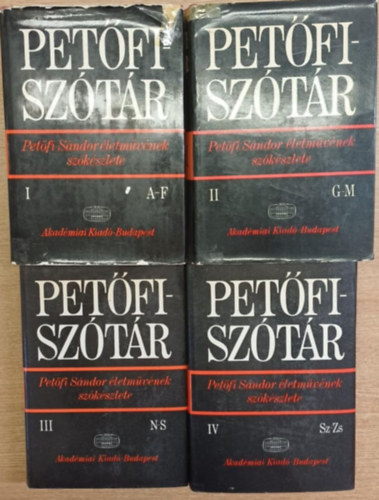 PETŐFI-
SZÓTÁR
Petőfi Sándor életművének
szókészlete
I A-F
Akadémiai Kiadó-Budapest
PETŐFI-
SZÓTÁR
Petőfi Sándor életművének
szókészlete
II G-M
Akadémiai Kiadó-Budapest
PETŐFI-
SZÓTÁR
Petőfi Sándor életművének
szókészlete
III N-S
Akadémiai Kiadó-Budapest
PETŐFI-
SZÓTÁR
Petőfi Sándor életművének
szókészlete
IV Sz-Zs
Akadémiai Kiadó-Budapest